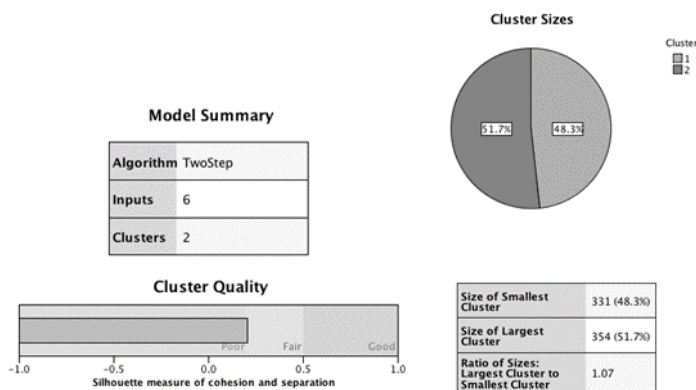 Cluster Sizes
Cluster
1
2
51.7%
48.3%
Model Summary
Algorithm TwoStep
Inputs 6
Clusters 2
Cluster Quality
Poor Fair Good
-1.0 -0.5 0.0 0.5 1.0
Silhouette measure of cohesion and separation
Size of Smallest
Cluster
331 (48.3%)
Size of Largest
Cluster
354 (51.7%)
Ratio of Sizes:
Largest Cluster to
Smallest Cluster
1.07